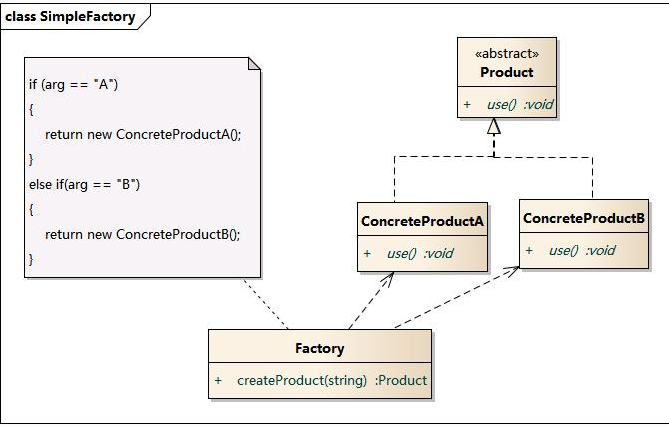 class SimpleFactory
if (arg == "A")
{
return new ConcreteProductA();
}
else if(arg == "B")
{
return new ConcreteProductB();
}
«abstract»
Product
+ use() :void
ConcreteProductA
+ use() :void
ConcreteProductB
+ use() :void
Factory
+ createProduct(string) :Product